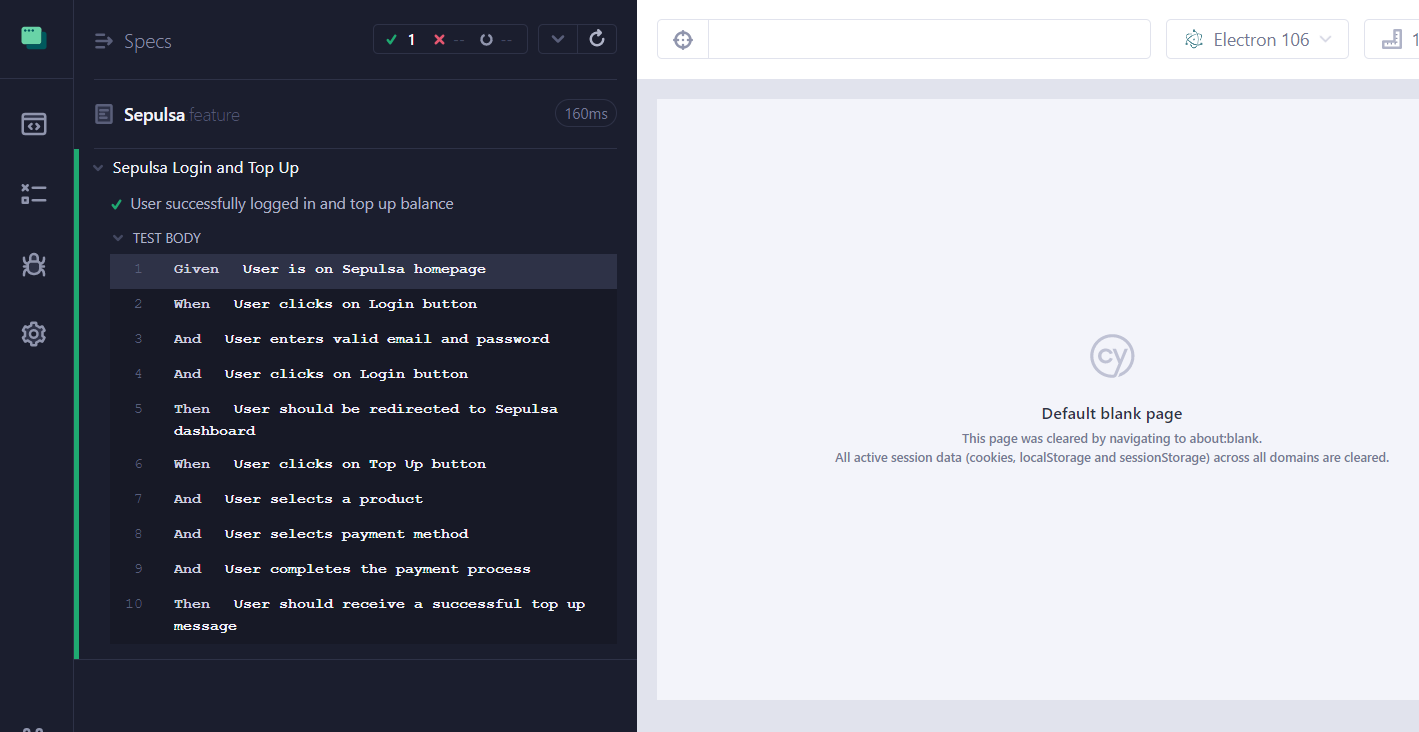 Specs
1 -- --
Electron 106
1
Sepulsa.feature
160ms
Sepulsa Login and Top Up
User successfully logged in and top up balance
TEST BODY
1 Given User is on Sepulsa homepage
2 When User clicks on Login button
3 And User enters valid email and password
4 And User clicks on Login button
5 Then User should be redirected to Sepulsa
dashboard
6 When User clicks on Top Up button
7 And User selects a product
8 And User selects payment method
9 And User completes the payment process
10 Then User should receive a successful top up
message
cy
Default blank page
This page was cleared by navigating to about:blank.
All active session data (cookies, localStorage and sessionStorage) across all domains are cleared.